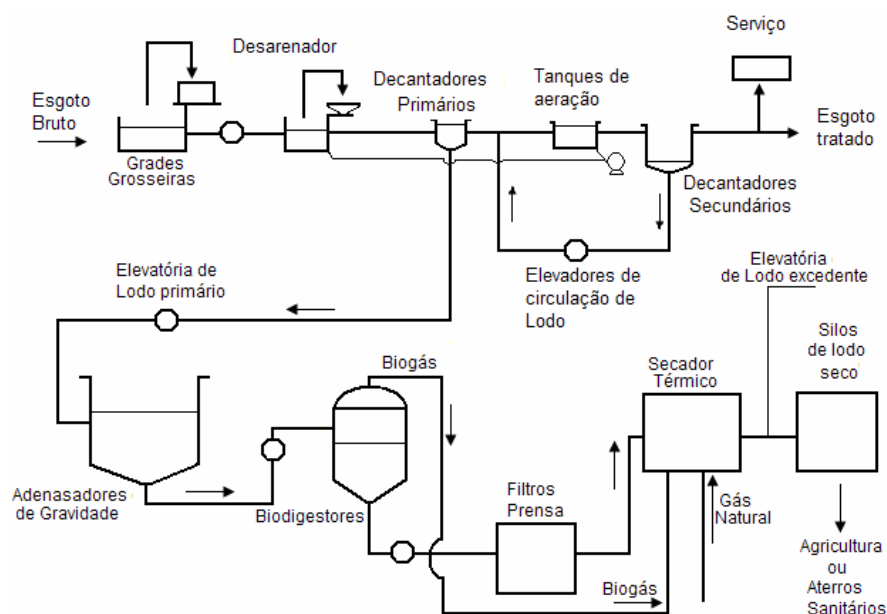 Serviço
Desarenador
Decantadores
Primários
Tanques de
aeração
Esgoto
Bruto
Esgoto
tratado
Grades
Grosseiras
Decantadores
Secundários
Elevatória de
Lodo primário
Elevadores de
circulação de
Lodo
Elevatória
de Lodo excedente
Silos
de lodo
seco
Biogás
Secador
Térmico
Adenasadores
de Gravidade
Biodigestores
Filtros
Prensa
Gás
Natural
Biogás
Agricultura
ou
Aterros
Sanitários